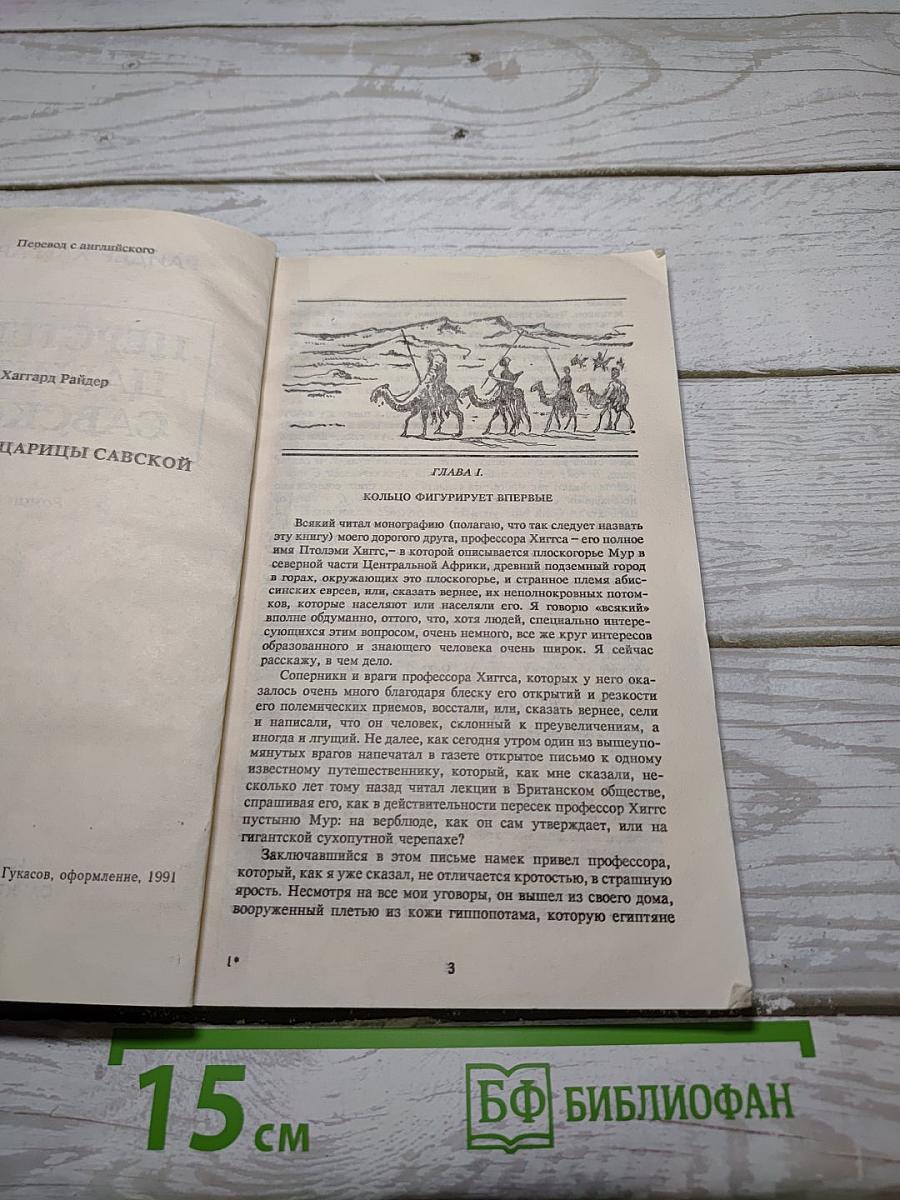 Перевод с английского
Хаггард Райдер
ЦАРИЦЫ САВСКОЙ
Гукасов, оформление, 1991
ГЛАВА I.
КОЛЬЦО ФИГУРИРУЕТ ВПЕРВЫЕ
Всякий читал монографию (полагаю, что так следует назвать
эту книгу) моего дорогого друга, профессора Хиггса – его полное
имя Птолэми Хиггс,– в которой описывается плоскогорье Мур в
северной части Центральной Африки, древний подземный город
в горах, окружающих это плоскогорье, и странное племя абис-
синских евреев, или, сказать вернее, их неполнокровных потом-
ков, которые населяют или населяли его. Я говорю «всякий»
вполне обдуманно, оттого, что, хотя людей, специально интере-
сующихся этим вопросом, очень немного, все же круг интересов
образованного и знающего человека очень широк. Я сейчас
расскажу, в чем дело.
Соперники и враги профессора Хиггса, которых у него ока-
залось очень много благодаря блеску его открытий и резкости
его полемических приемов, восстали, или, сказать вернее, сели
и написали, что он человек, склонный к преувеличениям, а
иногда и лгущий. Не далее, как сегодня утром один из вышеупо-
мянутых врагов напечатал в газете открытое письмо к одному
известному путешественнику, который, как мне сказали, не-
сколько лет тому назад читал лекции в Британском обществе,
спрашивая его, как в действительности пересек профессор Хиггс
пустыню Мур: на верблюде, как он сам утверждает, или на
гигантской сухопутной черепахе?
Заключавшийся в этом письме намек привел профессора,
который, как я уже сказал, не отличается кротостью, в страшную
ярость. Несмотря на все мои уговоры, он вышел из своего дома,
вооруженный плетью из кожи гиппопотама, которую египтяне
1*
3
15 см
БФ БИБЛИОФАН